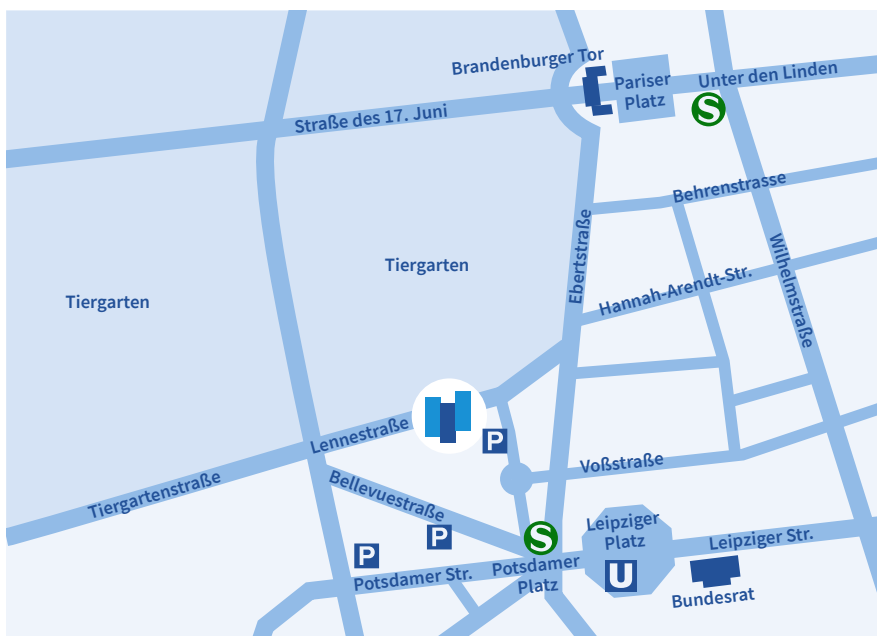 Brandenburger Tor
Pariser
Platz
Unter den Linden
S
Straße des 17. Juni
Behrenstrasse
Ebertstraße
Wilhelmstraße
Tiergarten
Hannah-Arendt-Str.
Tiergarten
Lennestraße
P
Voßstraße
Tiergartenstraße
Bellevuestraße
P
S
Leipziger
Platz
Leipziger Str.
P
Potsdamer Str.
Potsdamer
Platz
U
Bundesrat